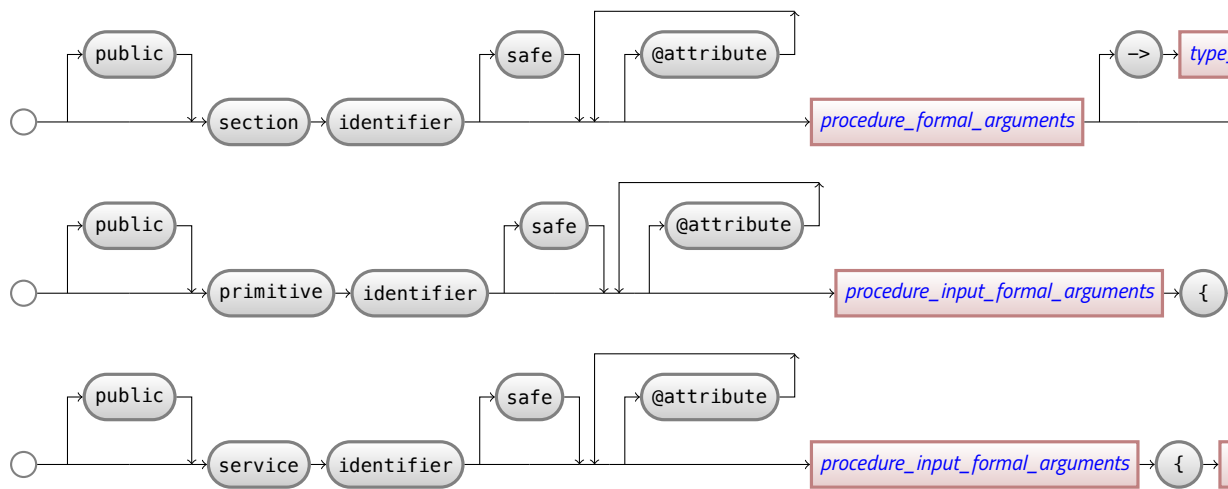 public safe @attribute -> type_
section identifier procedure_formal_arguments
public safe @attribute
primitive identifier procedure_input_formal_arguments {
public safe @attribute
service identifier procedure_input_formal_arguments {